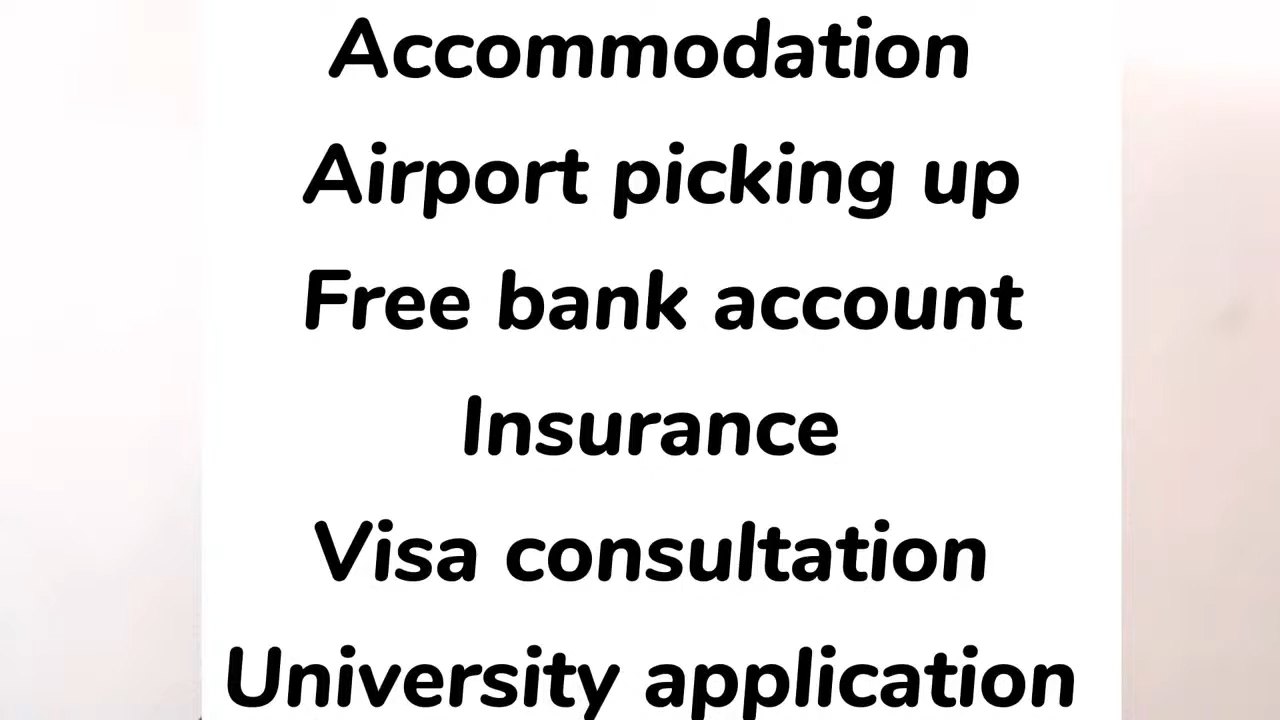 Accommodation
Airport picking up
Free bank account
Insurance
Visa consultation
University application